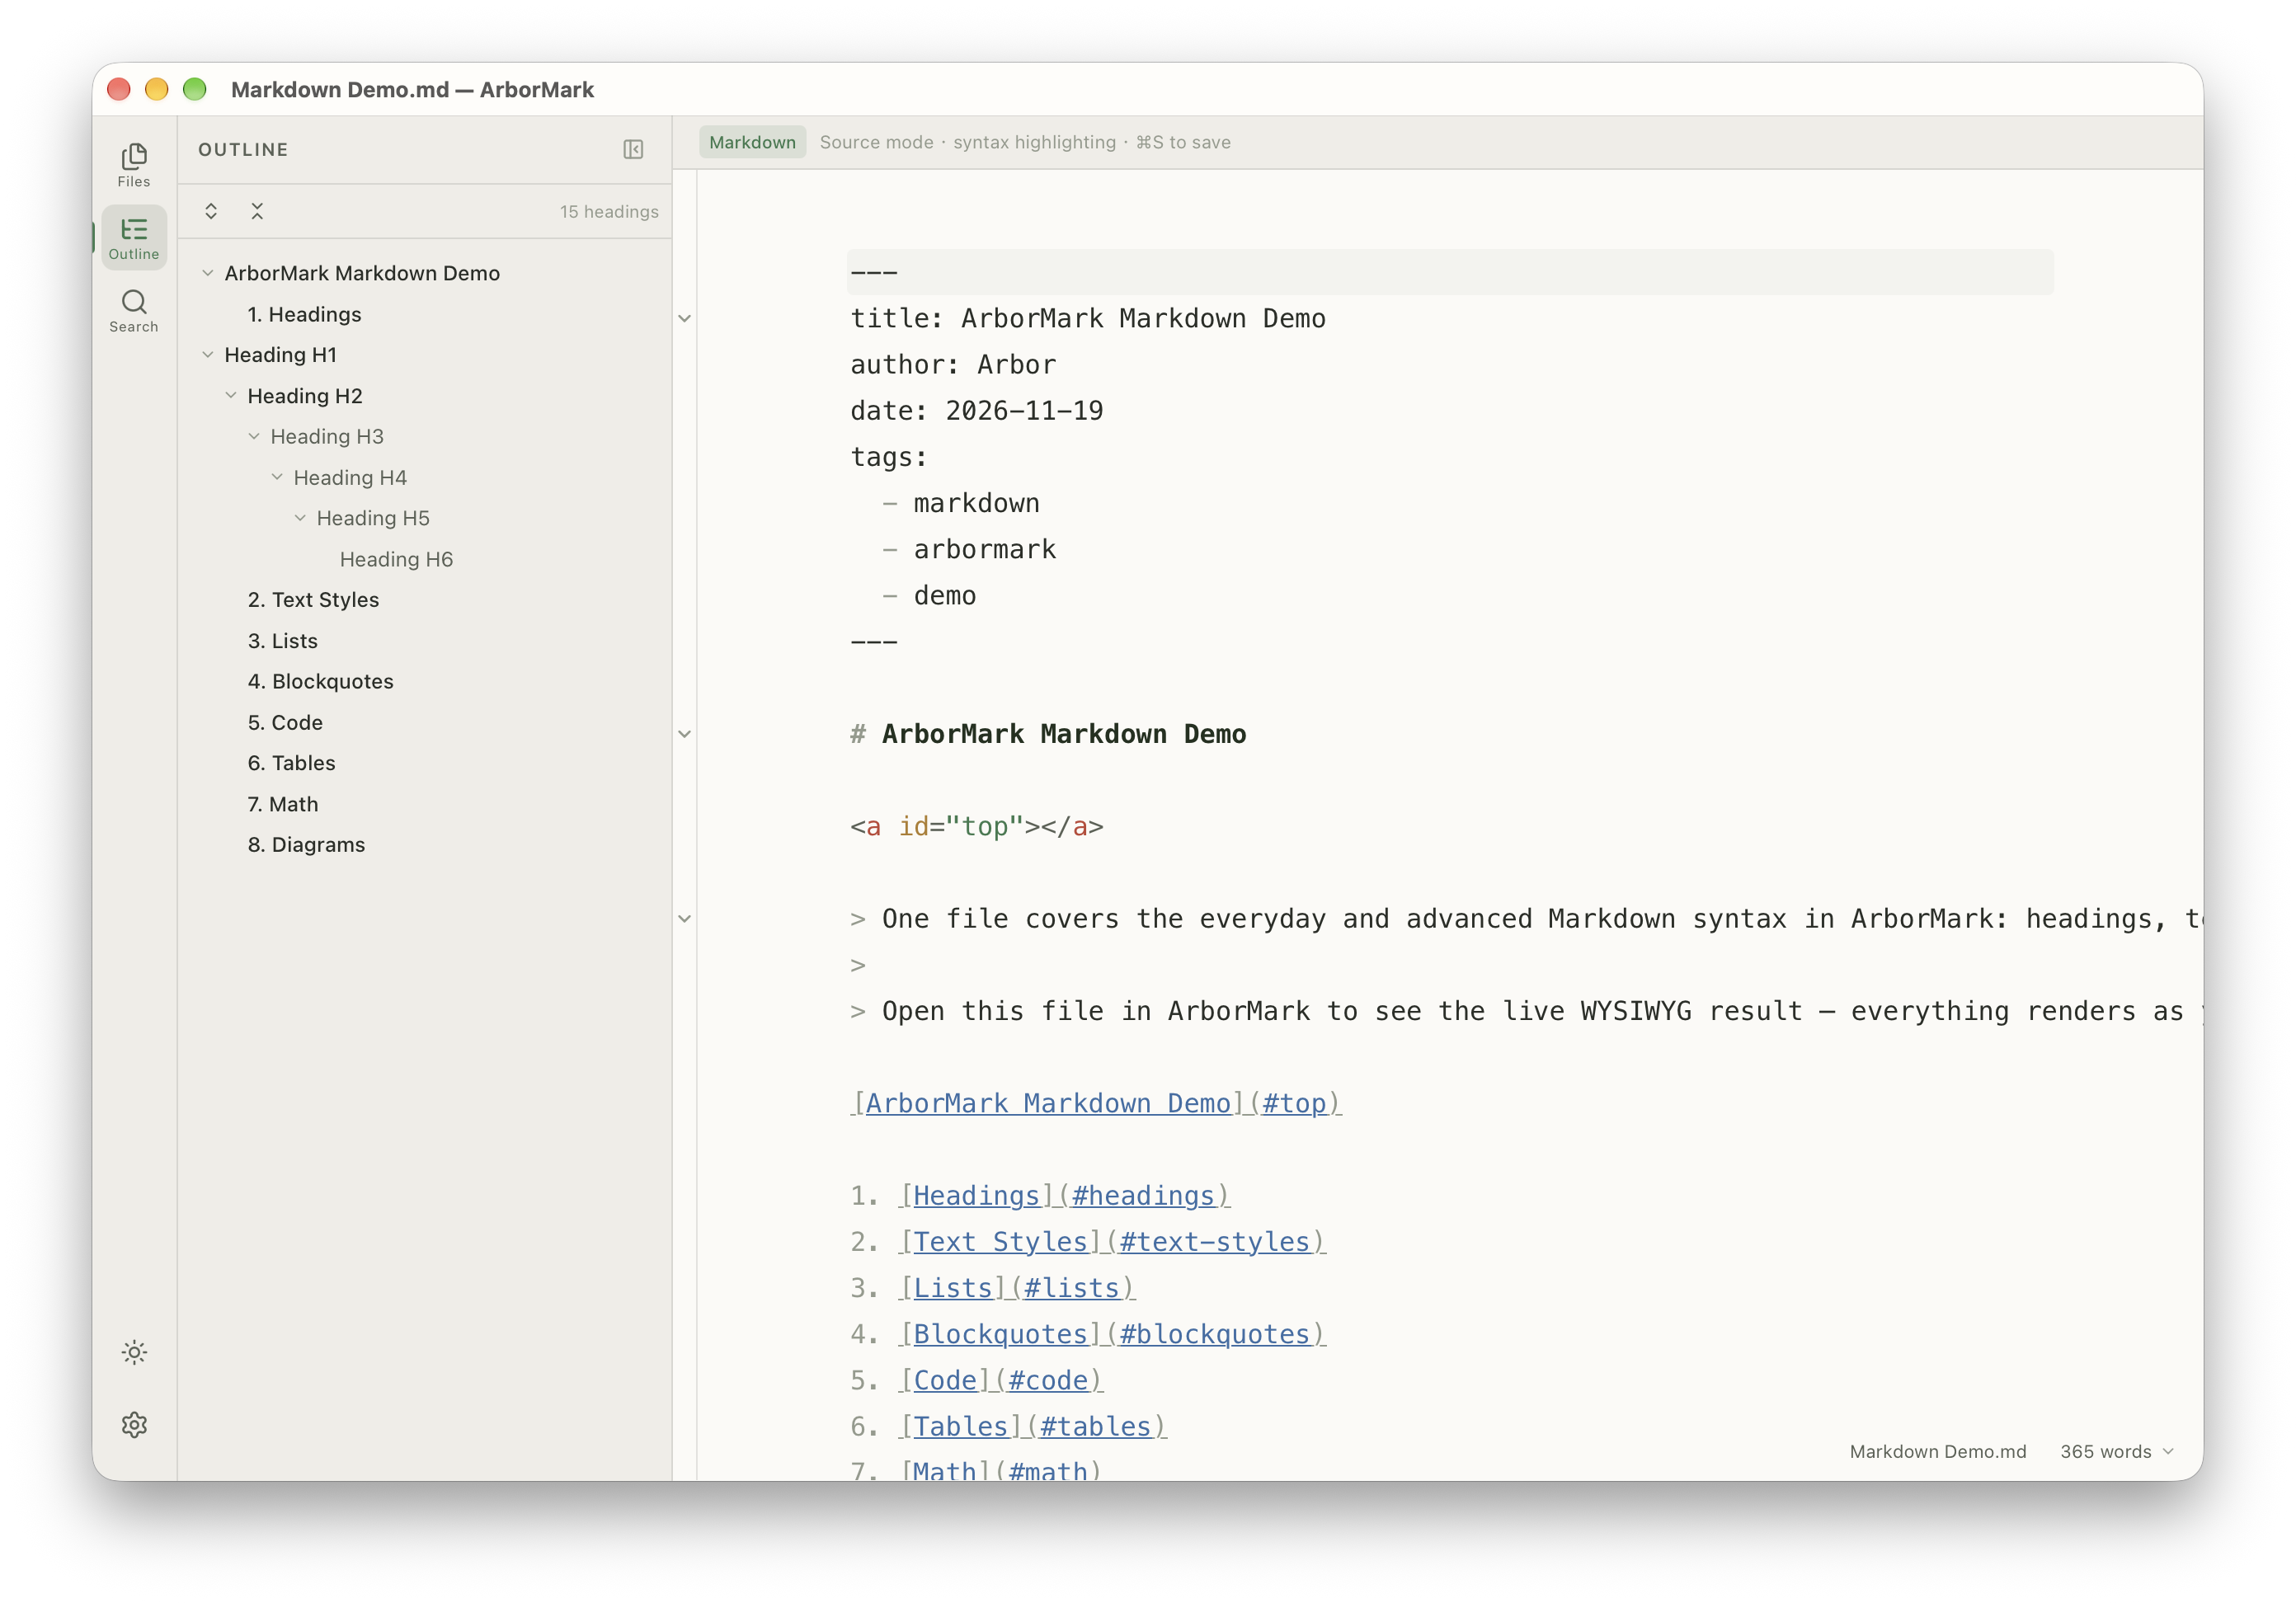 Markdown Demo.md — ArborMark
Files
Outline
Search
OUTLINE
15 headings
ArborMark Markdown Demo
1. Headings
Heading H1
Heading H2
Heading H3
Heading H4
Heading H5
Heading H6
2. Text Styles
3. Lists
4. Blockquotes
5. Code
6. Tables
7. Math
8. Diagrams
Markdown Source mode · syntax highlighting · ⌘S to save
---
title: ArborMark Markdown Demo
author: Arbor
date: 2026-11-19
tags:
  - markdown
  - arbormark
  - demo
---
# ArborMark Markdown Demo
<a id="top"></a>
> One file covers the everyday and advanced Markdown syntax in ArborMark: headings,
>
> Open this file in ArborMark to see the live WYSIWYG result — everything renders as
[ArborMark Markdown Demo](#top)
1. [Headings](#headings)
2. [Text Styles](#text-styles)
3. [Lists](#lists)
4. [Blockquotes](#blockquotes)
5. [Code](#code)
6. [Tables](#tables)
7. [Math](#math)
Markdown Demo.md 365 words